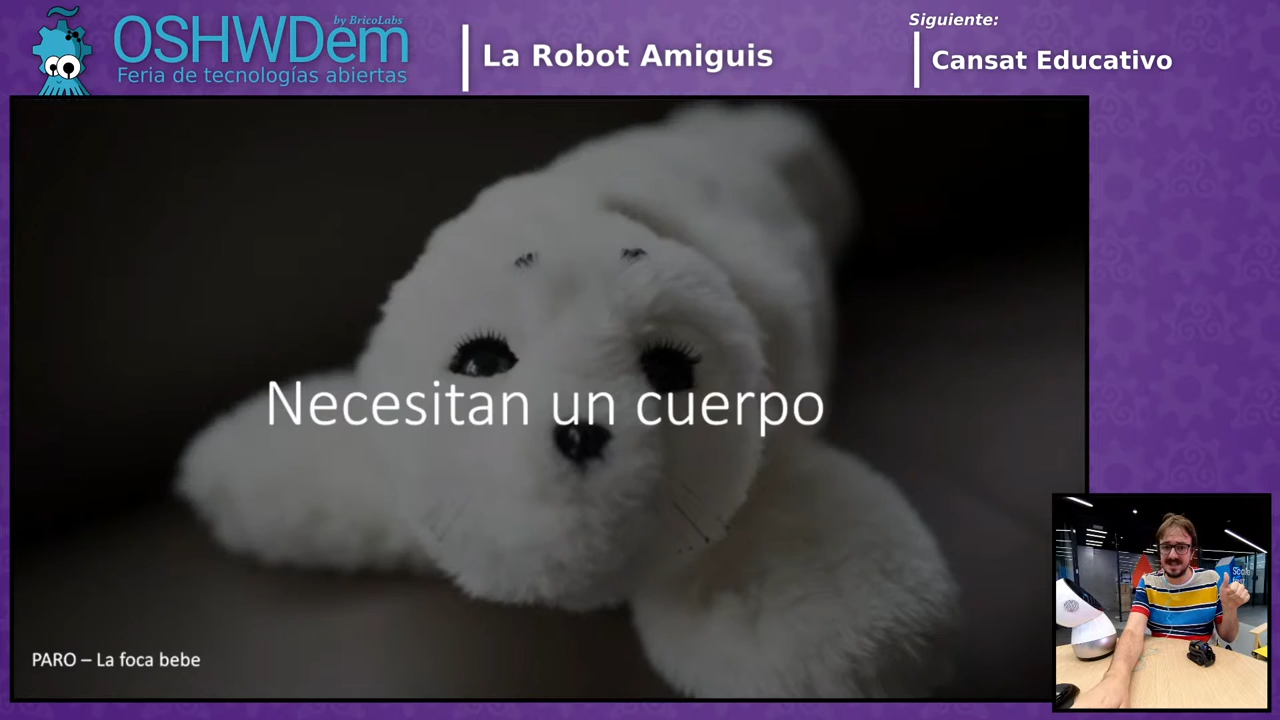 by BricoLabs
OSHWDem
Feria de tecnologías abiertas
La Robot Amiguis
Siguiente:
Cansat Educativo
Necesitan un cuerpo
PARO – La foca bebe